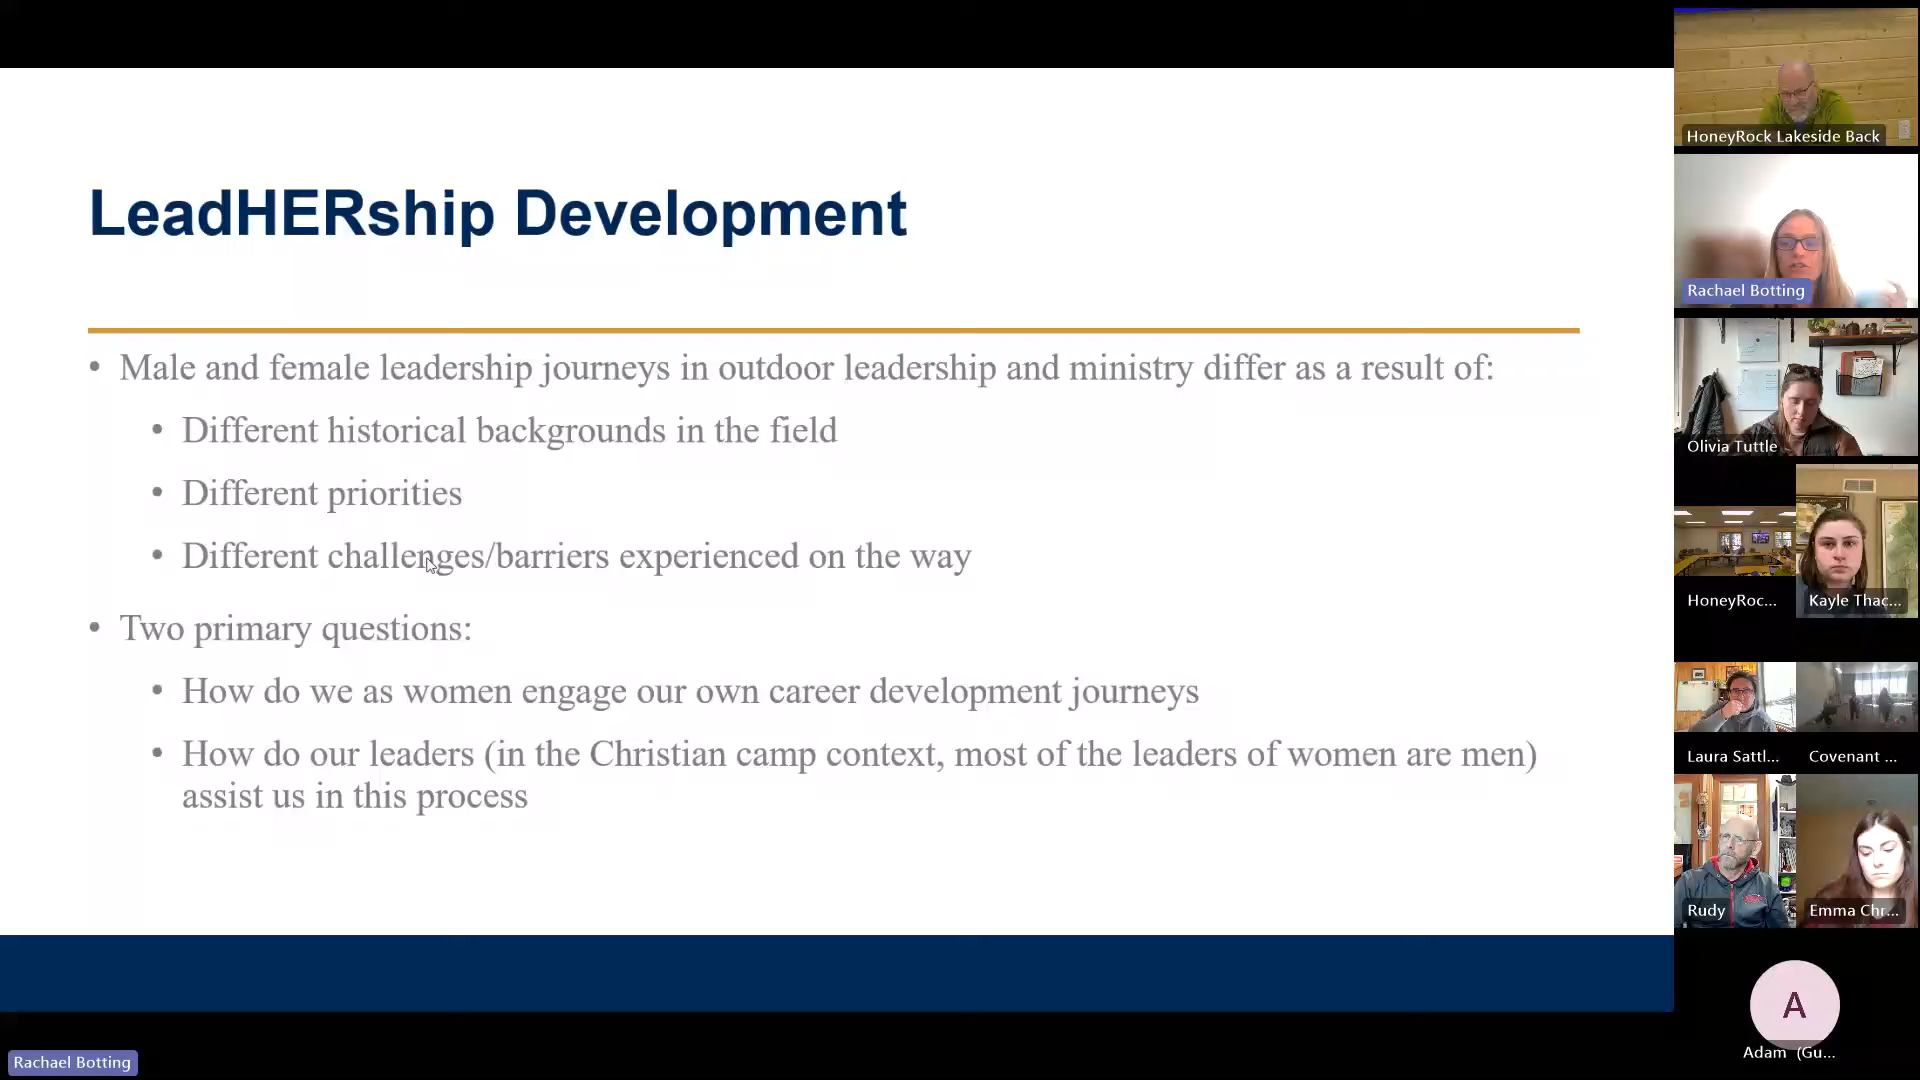 LeadHERship Development
• Male and female leadership journeys in outdoor leadership and ministry differ as a result of:
• Different historical backgrounds in the field
• Different priorities
• Different challenges/barriers experienced on the way
• Two primary questions:
• How do we as women engage our own career development journeys
• How do our leaders (in the Christian camp context, most of the leaders of women are men)
assist us in this process
Rachael Botting
HoneyRock Lakeside Back
Rachael Botting
Olivia Tuttle
HoneyRoc...
Kayle Thac...
Laura Sattl...
Covenant ...
Rudy
Emma Chr...
A
Adam (Gu...